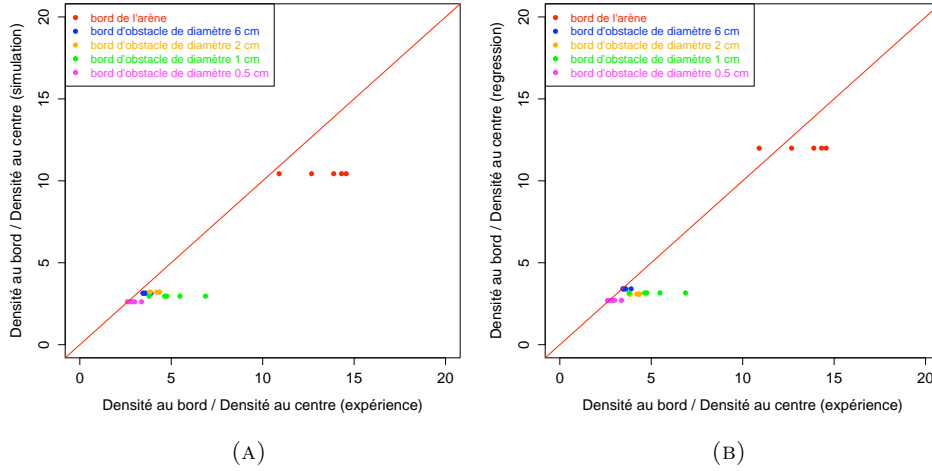 bord de l'arène
bord d'obstacle de diamètre 6 cm
bord d'obstacle de diamètre 2 cm
bord d'obstacle de diamètre 1 cm
bord d'obstacle de diamètre 0.5 cm
Densité au bord / Densité au centre (simulation)
20
15
10
5
0
0 5 10 15 20
Densité au bord / Densité au centre (expérience)
(A)
bord de l'arène
bord d'obstacle de diamètre 6 cm
bord d'obstacle de diamètre 2 cm
bord d'obstacle de diamètre 1 cm
bord d'obstacle de diamètre 0.5 cm
Densité au bord / Densité au centre (regression)
20
15
10
5
0
0 5 10 15 20
Densité au bord / Densité au centre (expérience)
(B)